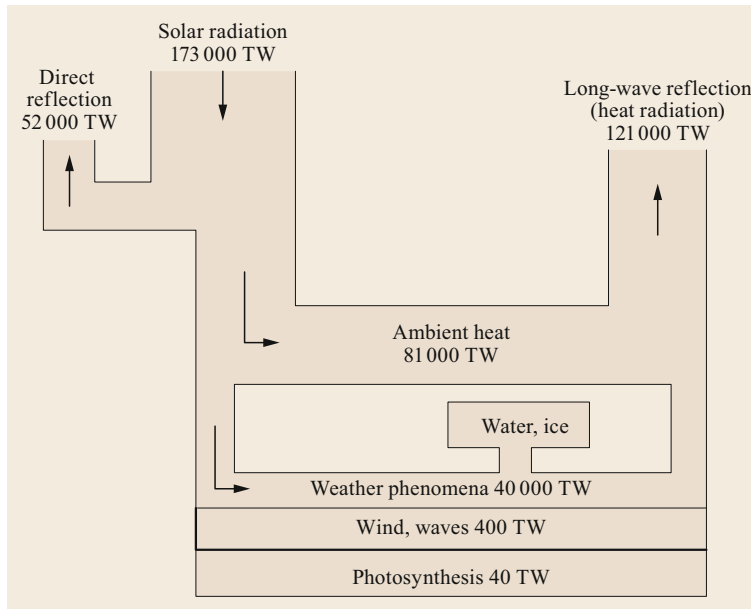 Solar radiation
173 000 TW
Direct
reflection
52 000 TW
Long-wave reflection
(heat radiation)
121 000 TW
Ambient heat
81 000 TW
Water, ice
Weather phenomena 40 000 TW
Wind, waves 400 TW
Photosynthesis 40 TW